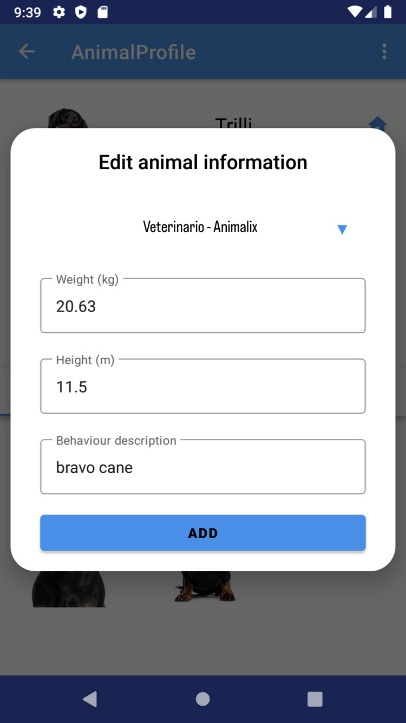 9:39
AnimalProfile
Trilli
Edit animal information
Veterinario - Animalix
Weight (kg)
20.63
Height (m)
11.5
Behaviour description
bravo cane
ADD